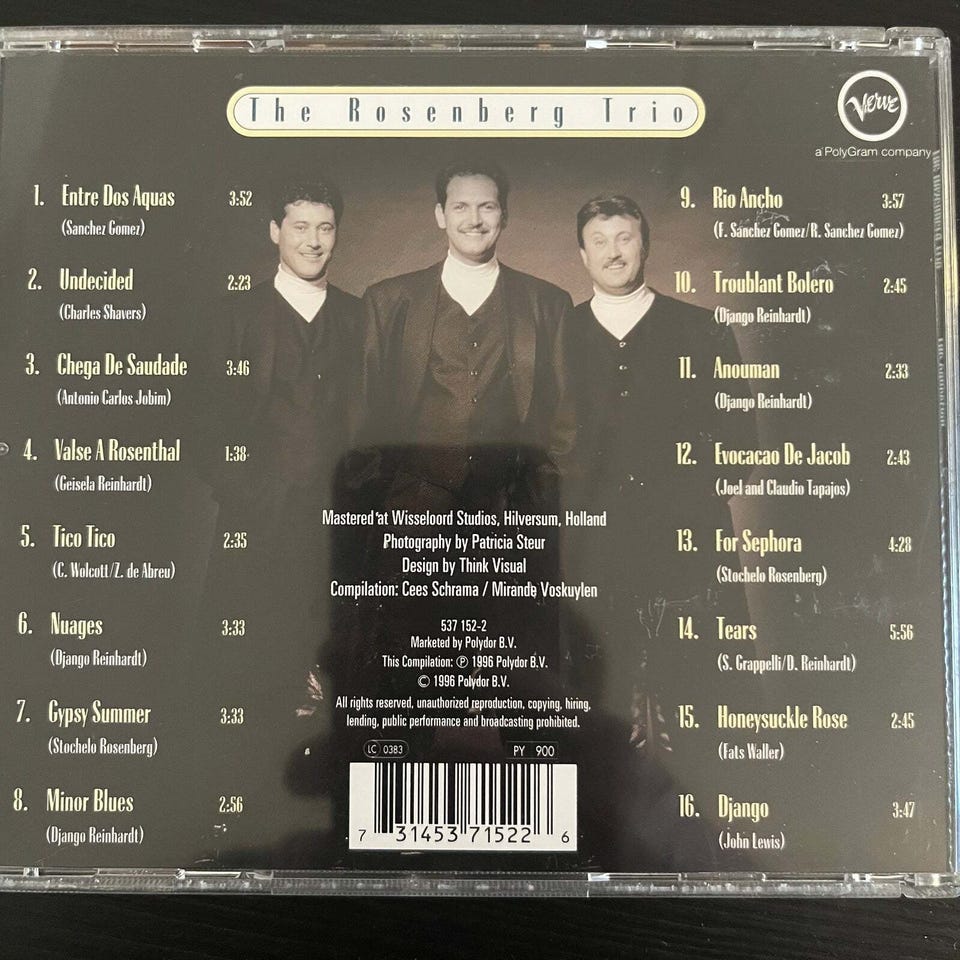 The Rosenberg Trio
Verve
a PolyGram company
1. Entre Dos Aquas 3:52
(Sanchez Gomez)
2. Undecided 2:23
(Charles Shavers)
3. Chega De Saudade 3:46
(Antonio Carlos Jobim)
4. Valse A Rosenthal 1:38
(Geisela Reinhardt)
5. Tico Tico 2:35
(C. Wolcott/Z. de Abreu)
6. Nuages 3:33
(Django Reinhardt)
7. Gypsy Summer 3:33
(Stochelo Rosenberg)
8. Minor Blues 2:56
(Django Reinhardt)
9. Rio Ancho 3:57
(F. Sánchez Gomez/R. Sanchez Gomez)
10. Troublant Bolero 2:45
(Django Reinhardt)
11. Anouman 2:33
(Django Reinhardt)
12. Evocacao De Jacob 2:43
(Joel and Claudio Tapajos)
13. For Sephora 4:28
(Stochelo Rosenberg)
14. Tears 5:56
(S. Grappelli/D. Reinhardt)
15. Honeysuckle Rose 2:45
(Fats Waller)
16. Django 3:47
(John Lewis)
Mastered at Wisseloord Studios, Hilversum, Holland
Photography by Patricia Steur
Design by Think Visual
Compilation: Cees Schrama / Mirande Voskuylen
537 152-2
Marketed by Polydor B.V.
This Compilation: ℗ 1996 Polydor B.V.
© 1996 Polydor B.V.
All rights reserved, unauthorized reproduction, copying, hiring,
lending, public performance and broadcasting prohibited.
LC 0383 PY 900
7 31453 71522 6